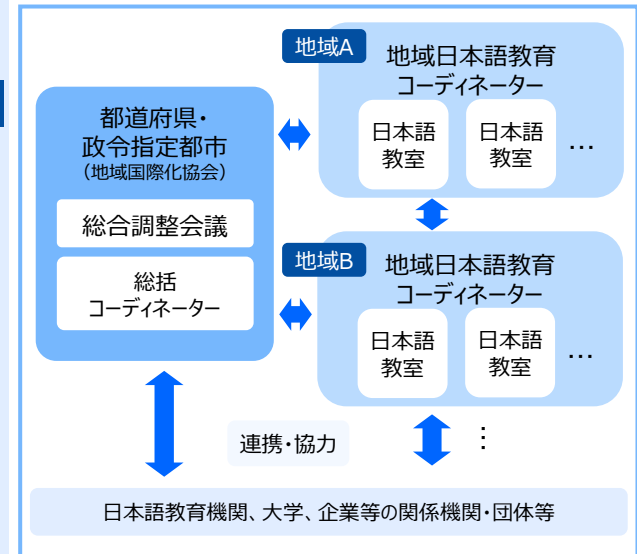 都道府県・
政令指定都市
（地域国際化協会）
総合調整会議
総括
コーディネーター
地域A
地域日本語教育
コーディネーター
日本語
教室
日本語
教室
…
地域B
地域日本語教育
コーディネーター
日本語
教室
日本語
教室
…
連携・協力
⋮
日本語教育機関、大学、企業等の関係機関・団体等